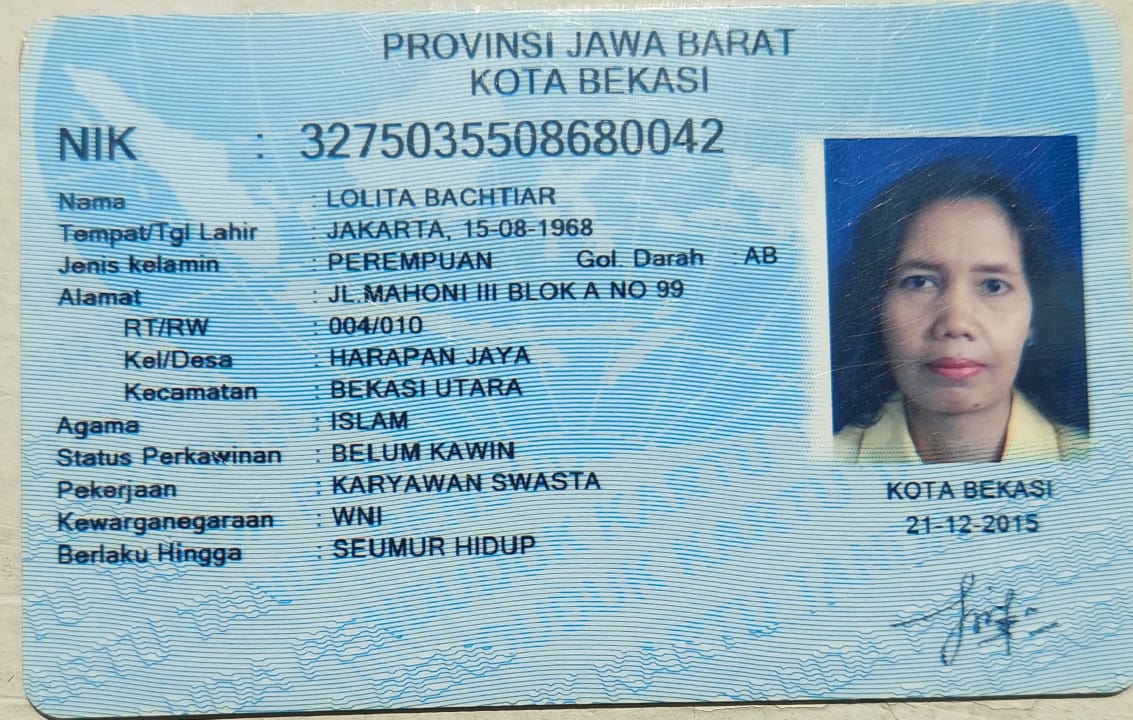 PROVINSI JAWA BARAT
KOTA BEKASI
NIK : 3275035508680042
Nama : LOLITA BACHTIAR
Tempat/Tgl Lahir : JAKARTA, 15-08-1968
Jenis kelamin : PEREMPUAN Gol. Darah : AB
Alamat : JL.MAHONI III BLOK A NO 99
RT/RW : 004/010
Kel/Desa : HARAPAN JAYA
Kecamatan : BEKASI UTARA
Agama : ISLAM
Status Perkawinan : BELUM KAWIN
Pekerjaan : KARYAWAN SWASTA
Kewarganegaraan : WNI
Berlaku Hingga : SEUMUR HIDUP
KOTA BEKASI
21-12-2015